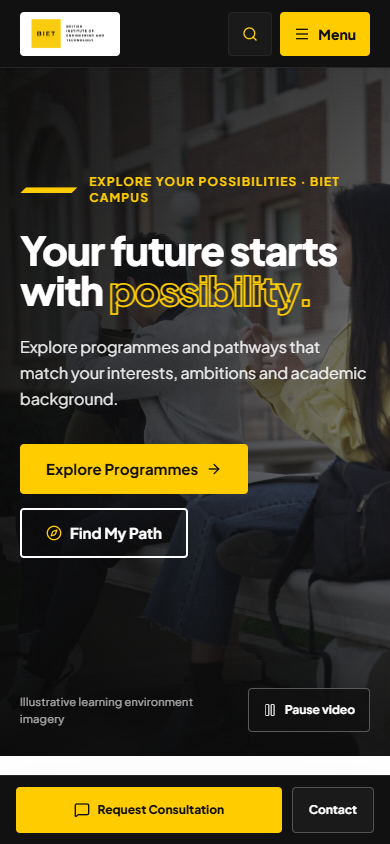 BIET
BRITISH
INSTITUTE OF
ENGINEERING AND
TECHNOLOGY
Menu
EXPLORE YOUR POSSIBILITIES · BIET
CAMPUS
Your future starts
with possibility.
Explore programmes and pathways that
match your interests, ambitions and academic
background.
Explore Programmes
Find My Path
Illustrative learning environment
imagery
Pause video
Request Consultation
Contact